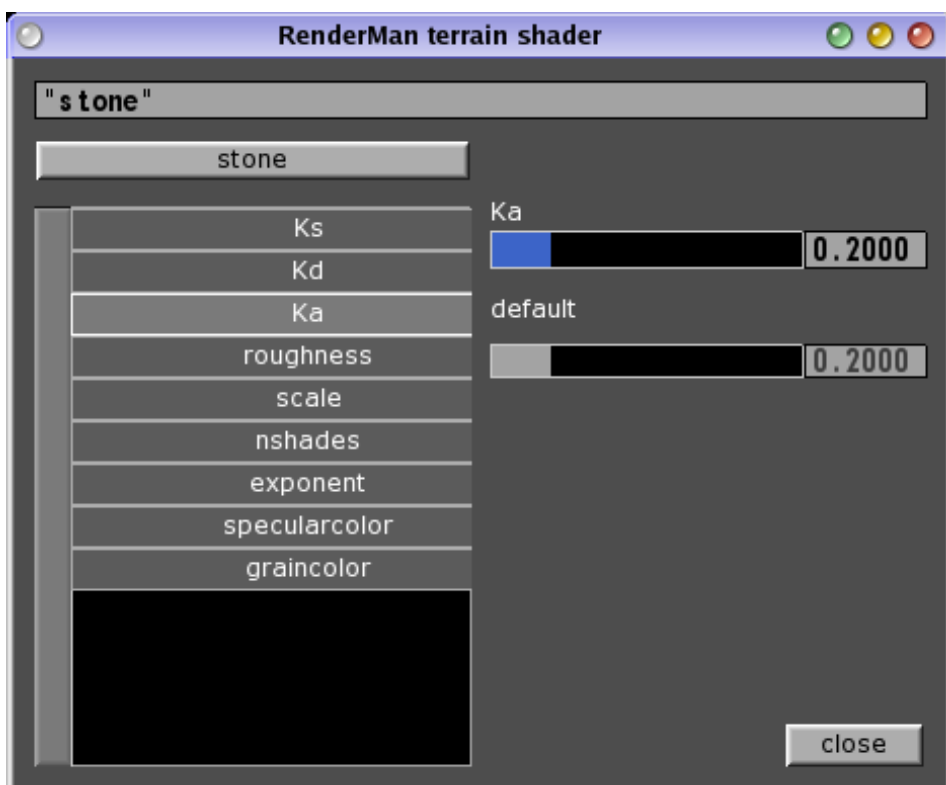 RenderMan terrain shader
"stone"
stone
Ks
Kd
Ka
roughness
scale
nshades
exponent
specularcolor
graincolor
Ka
0.2000
default
0.2000
close